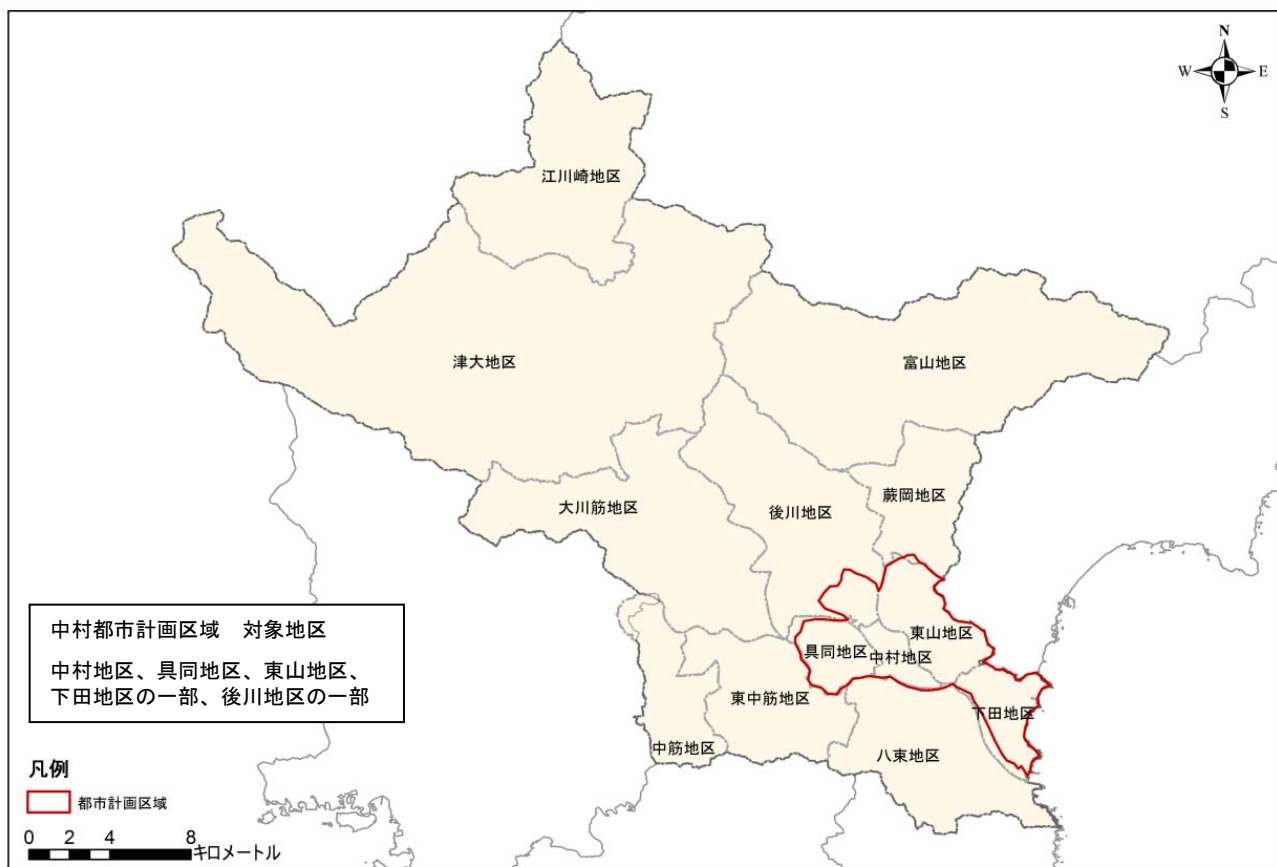 N
W
E
S
江川崎地区
津大地区
富山地区
蕨岡地区
大川筋地区
後川地区
東山地区
具同地区
中村地区
下田地区
東中筋地区
中筋地区
八束地区
中村都市計画区域　対象地区
中村地区、具同地区、東山地区、
下田地区の一部、後川地区の一部
凡例
都市計画区域
0 2 4 8
キロメートル